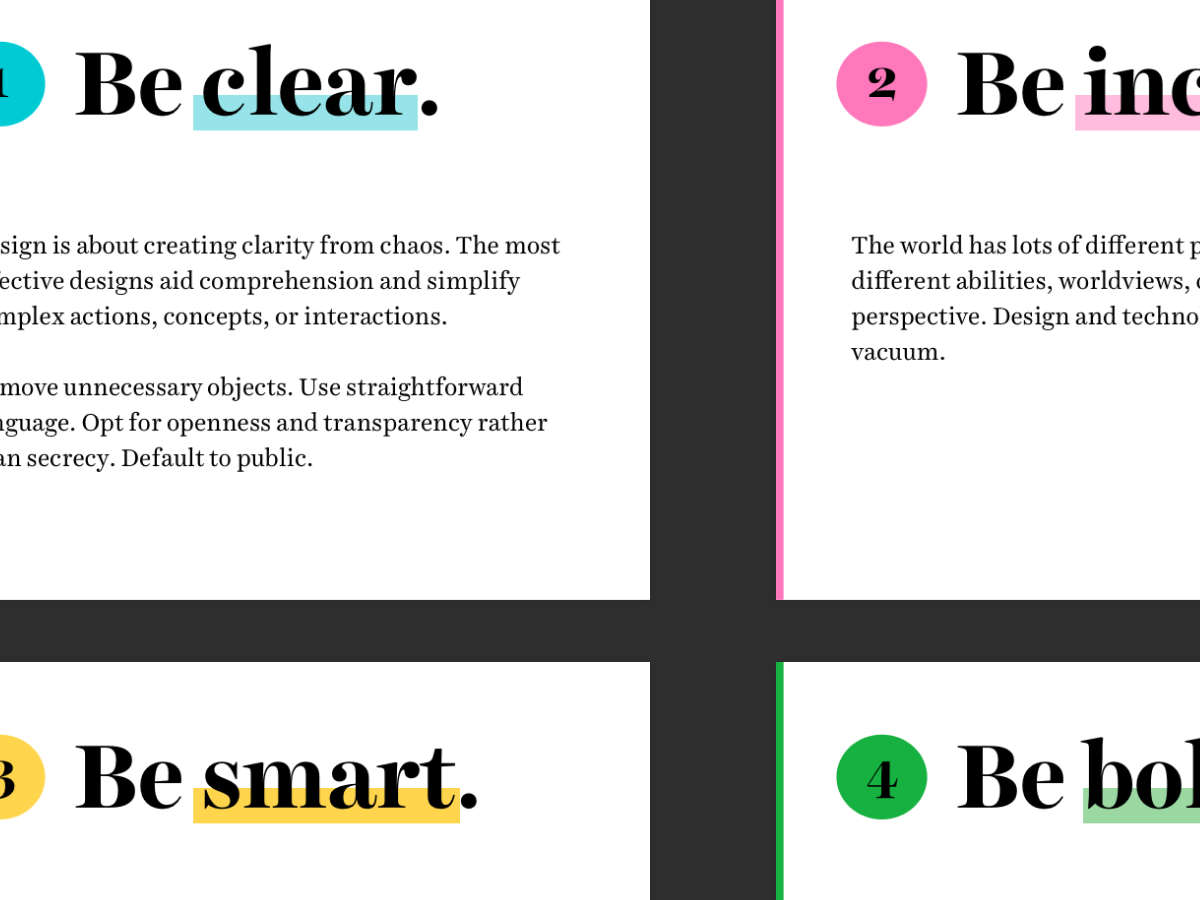 1 Be clear.
sign is about creating clarity from chaos. The most
fective designs aid comprehension and simplify
mplex actions, concepts, or interactions.
move unnecessary objects. Use straightforward
nguage. Opt for openness and transparency rather
an secrecy. Default to public.
2 Be inc
The world has lots of different p
different abilities, worldviews,
perspective. Design and techno
vacuum.
3 Be smart.
4 Be bol